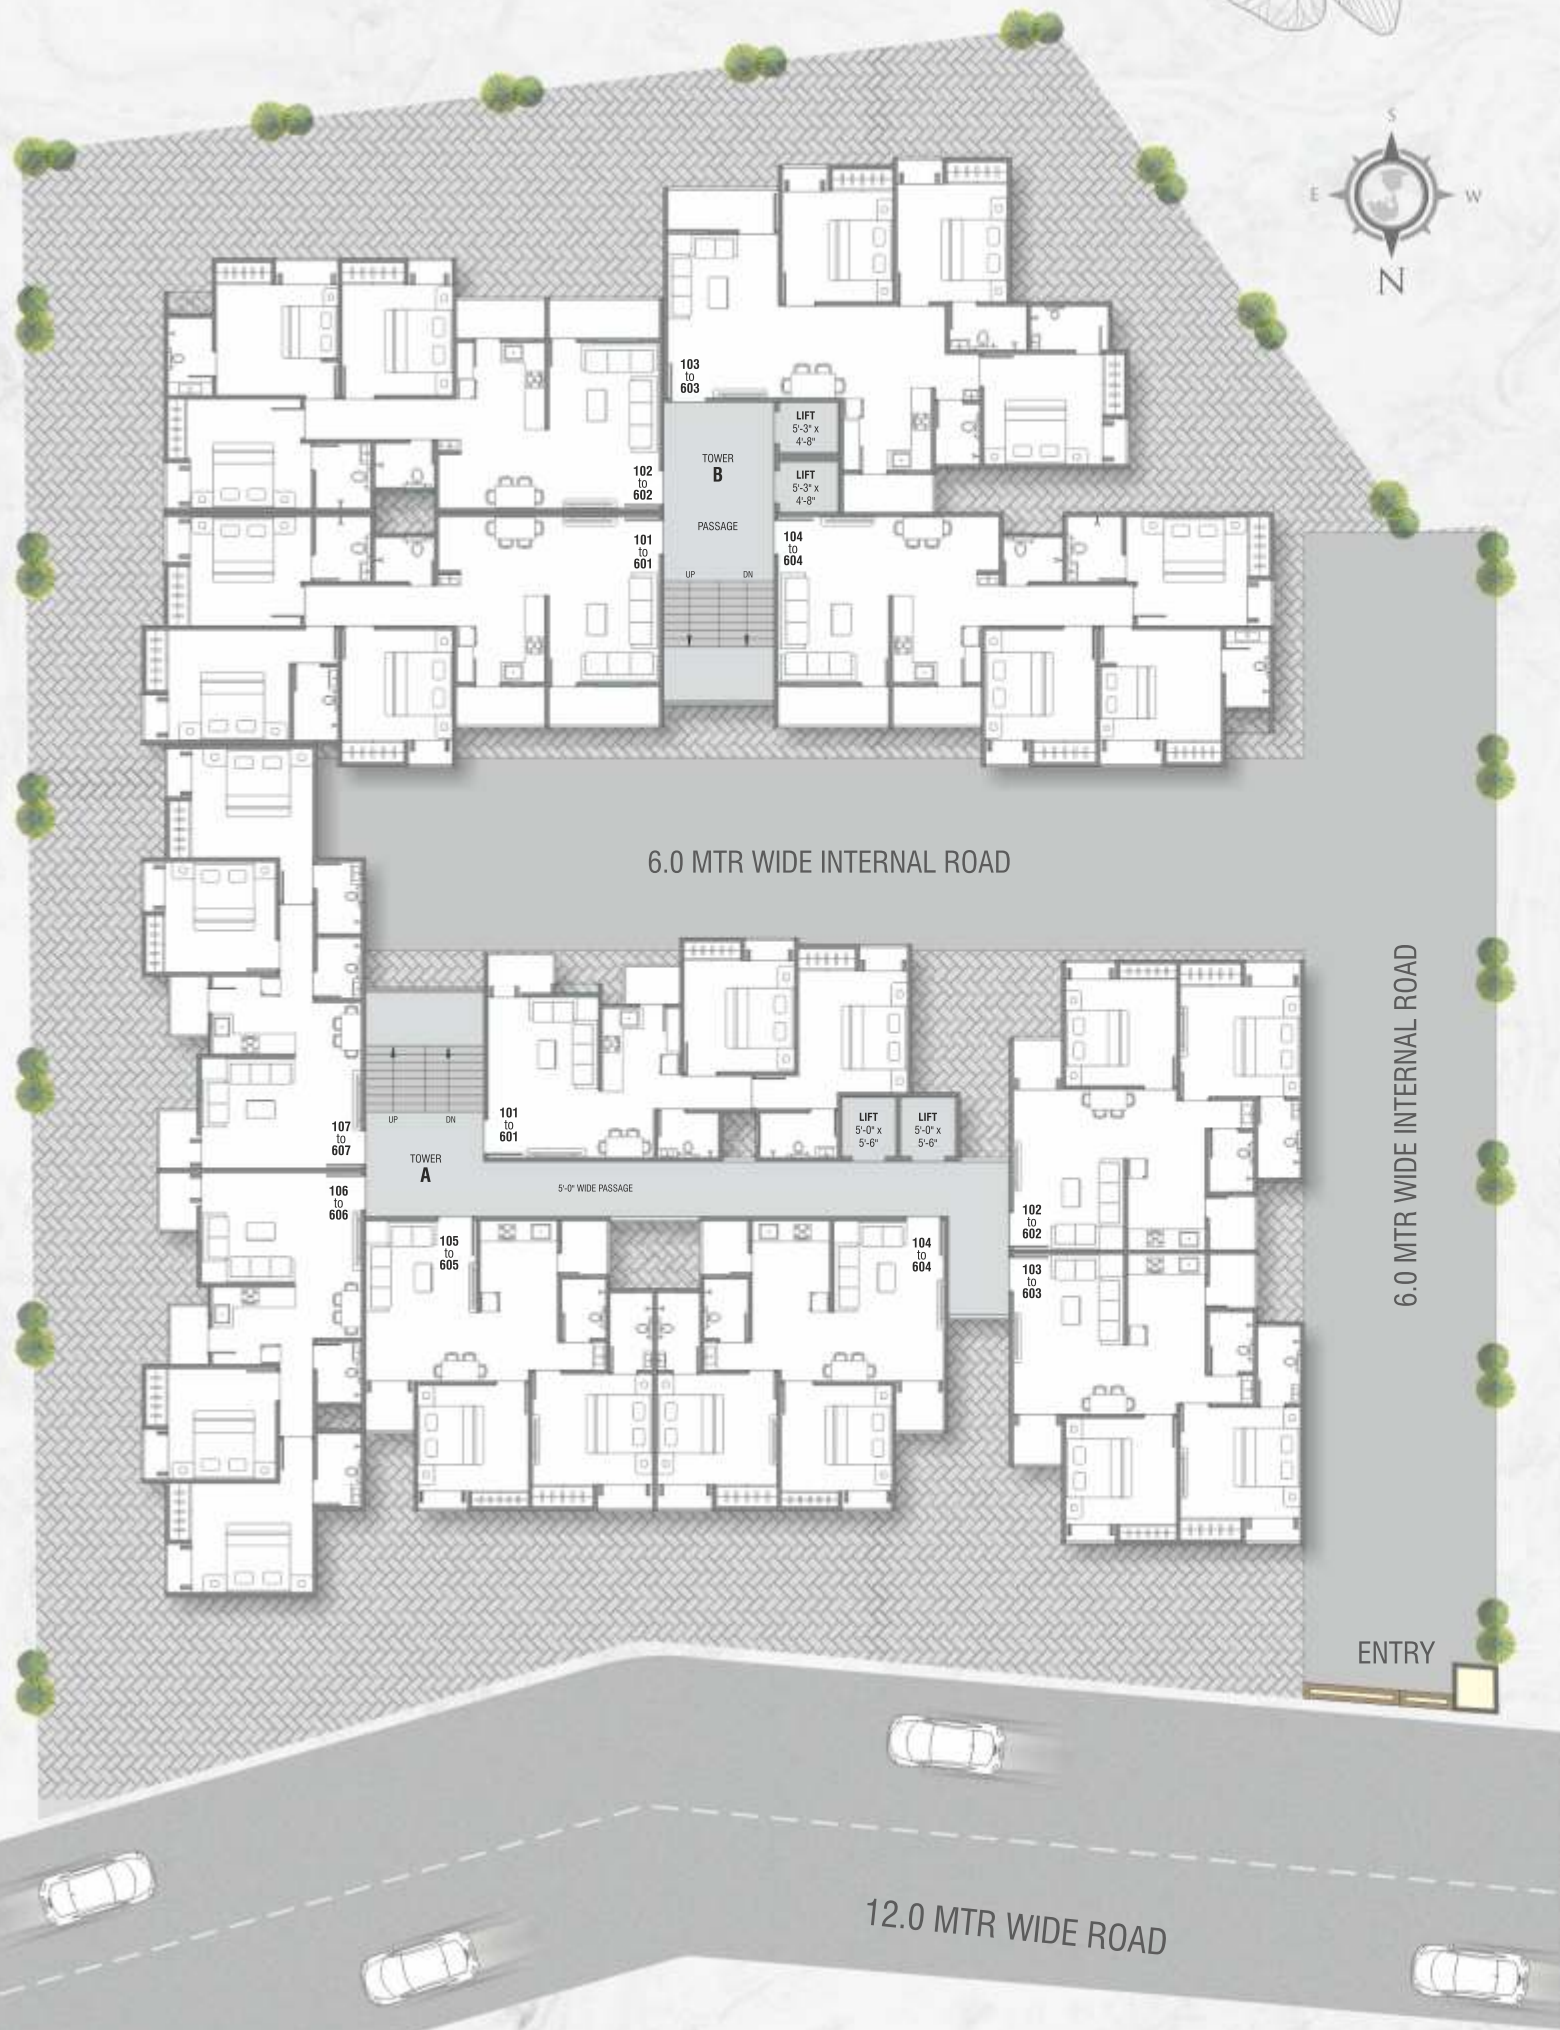 S
E
W
N
103
to
603
LIFT
5'-3" x
4'-8"
TOWER
B
LIFT
5'-3" x
4'-8"
102
to
602
PASSAGE
101
to
601
104
to
604
UP
DN
6.0 MTR WIDE INTERNAL ROAD
6.0 MTR WIDE INTERNAL ROAD
UP
DN
101
to
601
LIFT
5'-0" x
5'-6"
LIFT
5'-0" x
5'-6"
107
to
607
TOWER
A
5'-0" WIDE PASSAGE
106
to
606
102
to
602
105
to
605
104
to
604
103
to
603
ENTRY
12.0 MTR WIDE ROAD